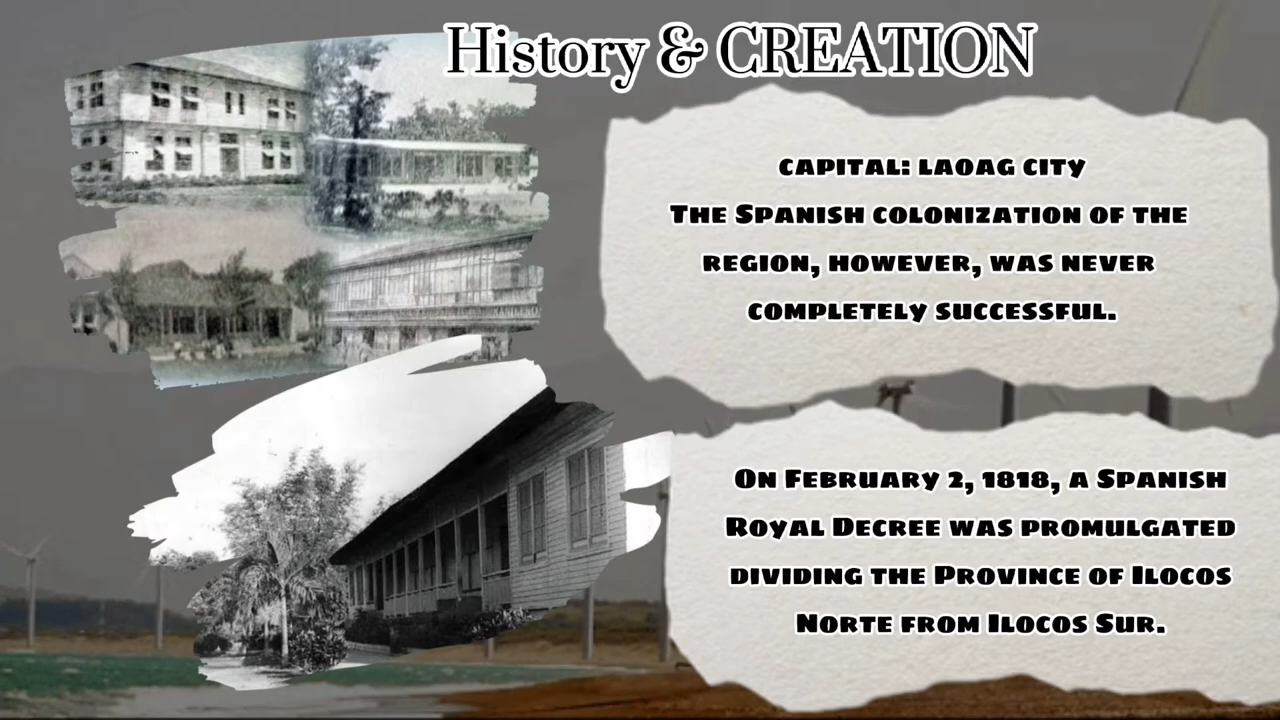 History & CREATION
CAPITAL: LAOAG CITY
THE SPANISH COLONIZATION OF THE
REGION, HOWEVER, WAS NEVER
COMPLETELY SUCCESSFUL.
ON FEBRUARY 2, 1818, A SPANISH
ROYAL DECREE WAS PROMULGATED
DIVIDING THE PROVINCE OF ILOCOS
NORTE FROM ILOCOS SUR.